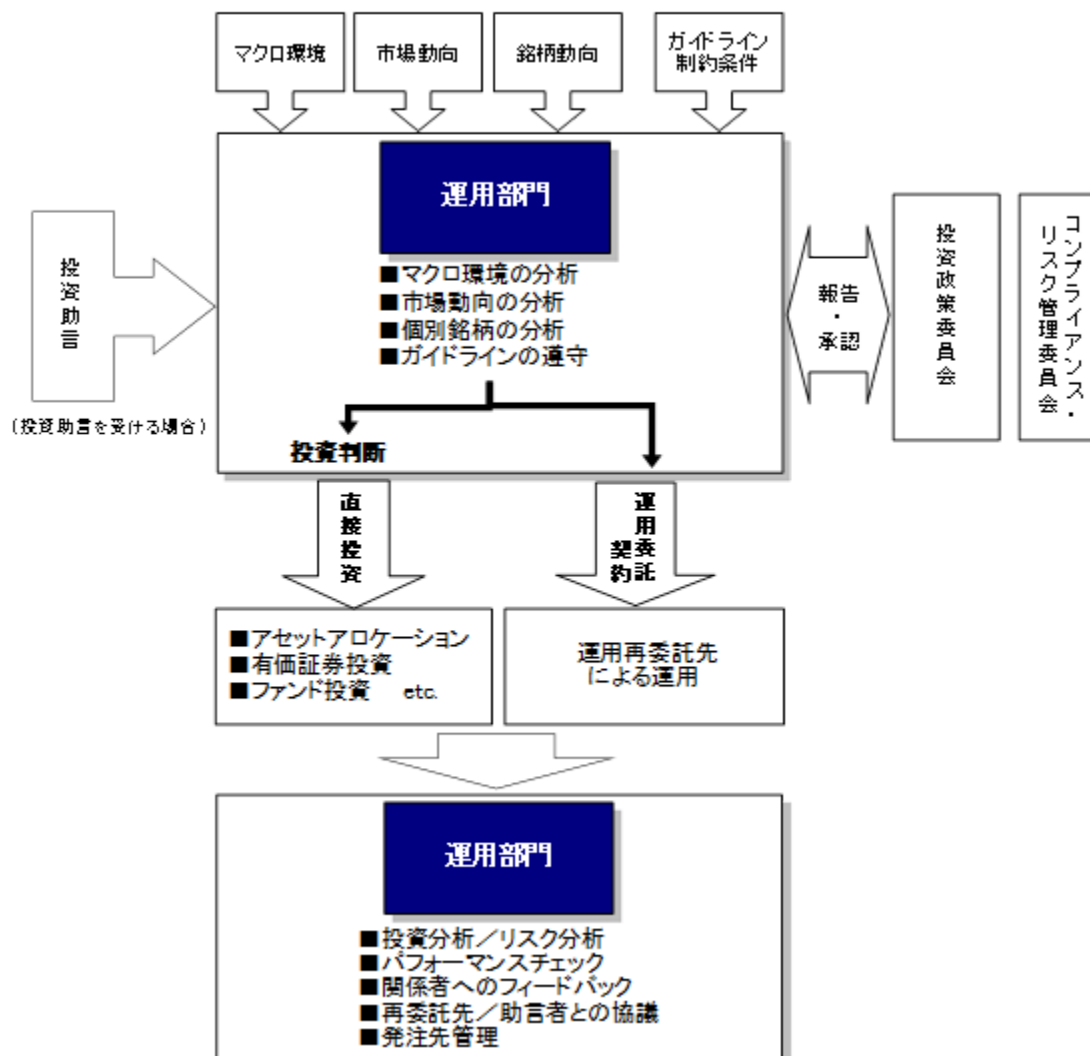 マクロ環境
市場動向
銘柄動向
ガイドライン
制約条件
運用部門
■マクロ環境の分析
■市場動向の分析
■個別銘柄の分析
■ガイドラインの遵守
投資助言
(投資助言を受ける場合)
報告
・
承認
投資政策委員会
コンプライアンス・
リスク管理委員会
投資判断
直接投資
運用委託
契約
■アセットアロケーション
■有価証券投資
■ファンド投資 etc.
運用再委託先
による運用
運用部門
■投資分析／リスク分析
■パフォーマンスチェック
■関係者へのフィードバック
■再委託先／助言者との協議
■発注先管理